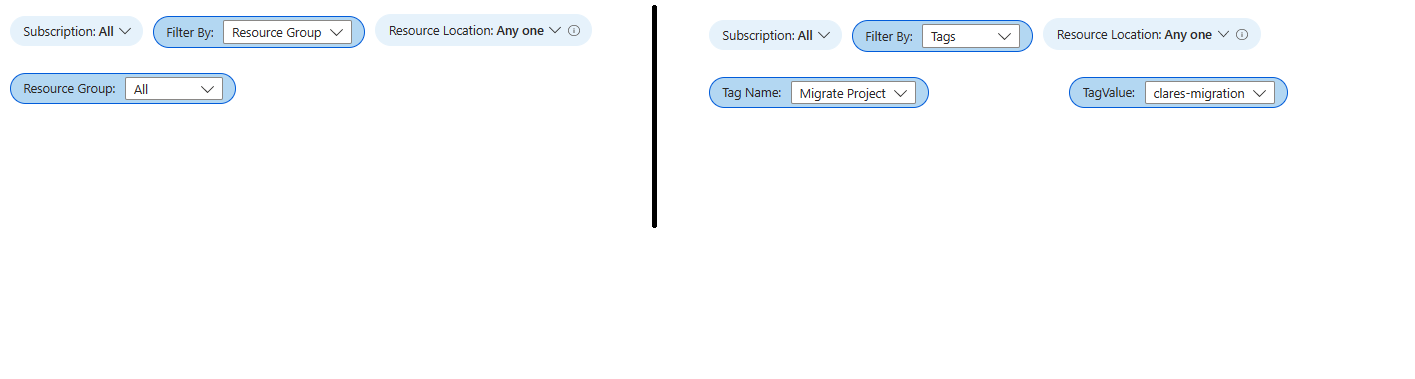 Subscription: All
Filter By: Resource Group
Resource Location: Any one
Resource Group: All
Subscription: All
Filter By: Tags
Resource Location: Any one
Tag Name: Migrate Project
TagValue: clares-migration